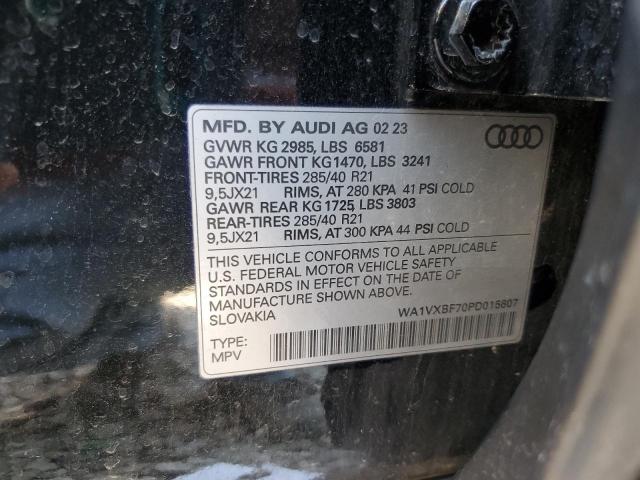 MFD. BY AUDI AG 02 23
GVWR KG 2985, LBS 6581
GAWR FRONT KG1470, LBS 3241
FRONT-TIRES 285/40 R21
9,5JX21 RIMS, AT 280 KPA 41 PSI COLD
GAWR REAR KG 1725, LBS 3803
REAR-TIRES 285/40 R21
9,5JX21 RIMS, AT 300 KPA 44 PSI COLD
THIS VEHICLE CONFORMS TO ALL APPLICABLE
U.S. FEDERAL MOTOR VEHICLE SAFETY
STANDARDS IN EFFECT ON THE DATE OF
MANUFACTURE SHOWN ABOVE.
SLOVAKIA
WA1VXBF70PD015807
TYPE:
MPV